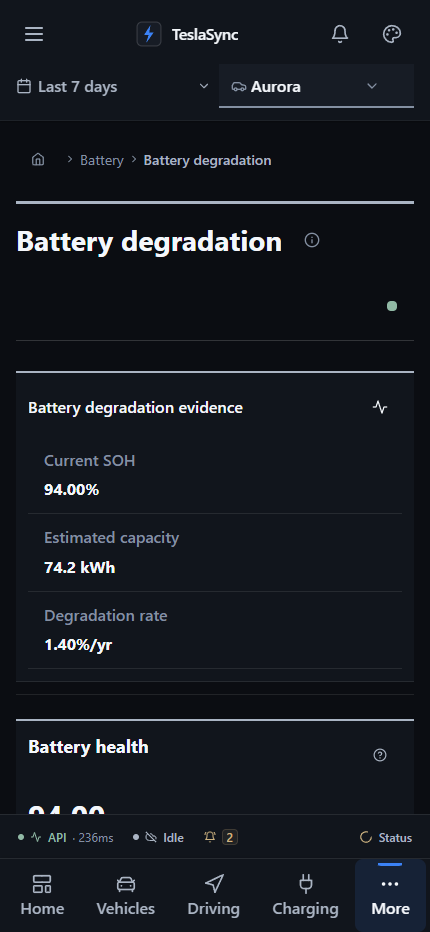 TeslaSync
Last 7 days
Aurora
Battery
Battery degradation
Battery degradation
Battery degradation evidence
Current SOH
94.00%
Estimated capacity
74.2 kWh
Degradation rate
1.40%/yr
Battery health
94.00
API · 236ms
Idle
2
Status
Home
Vehicles
Driving
Charging
More